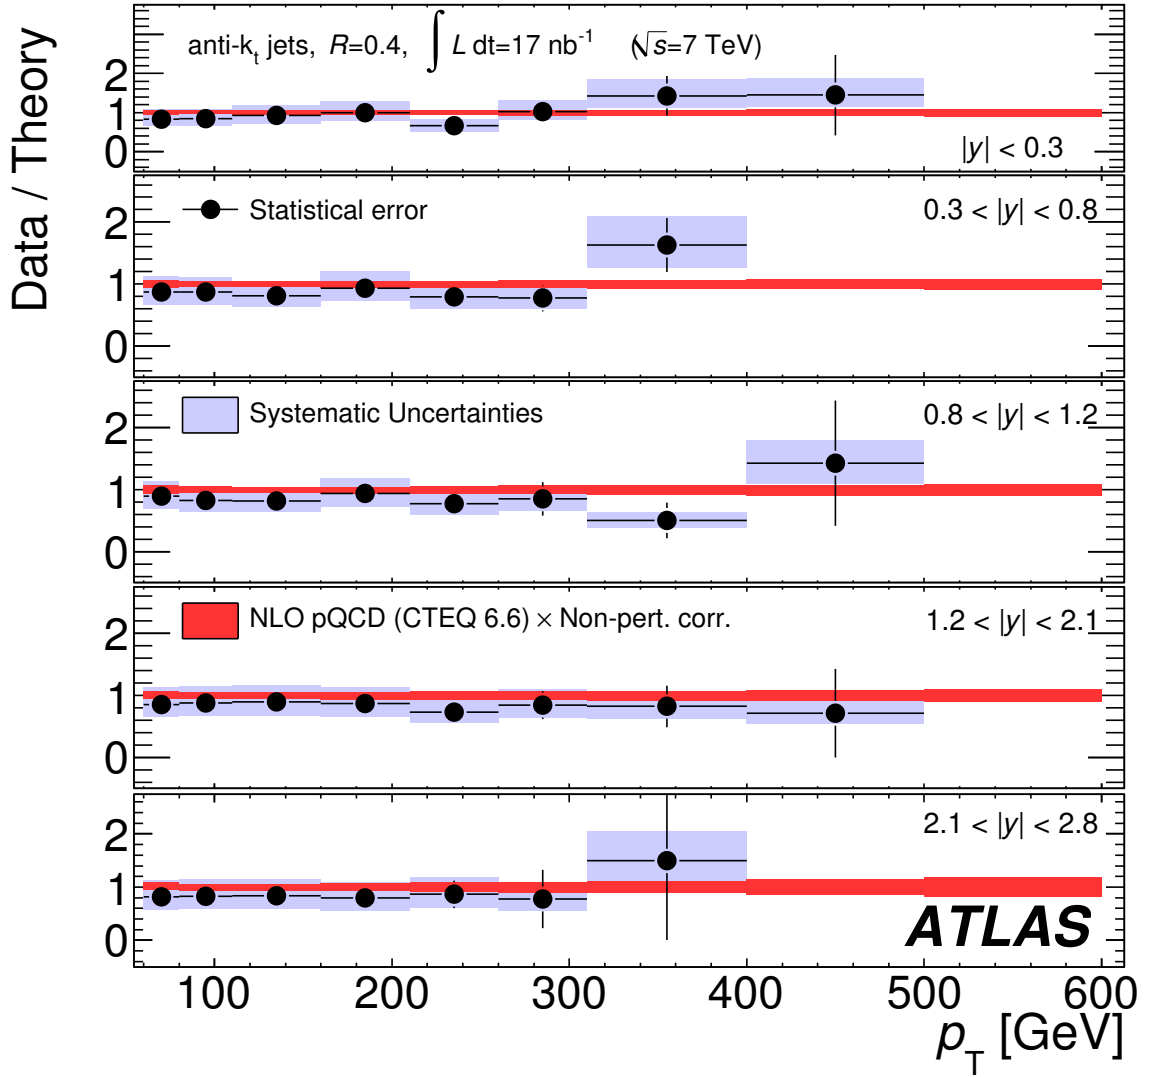 Data / Theory
anti-kt jets, R=0.4, ∫ L dt=17 nb-1 (√s=7 TeV)
2
1
0
|y| < 0.3
Statistical error
0.3 < |y| < 0.8
2
1
0
Systematic Uncertainties
0.8 < |y| < 1.2
2
1
0
NLO pQCD (CTEQ 6.6) × Non-pert. corr.
1.2 < |y| < 2.1
2
1
0
2.1 < |y| < 2.8
2
1
0
ATLAS
100 200 300 400 500 600
pT [GeV]